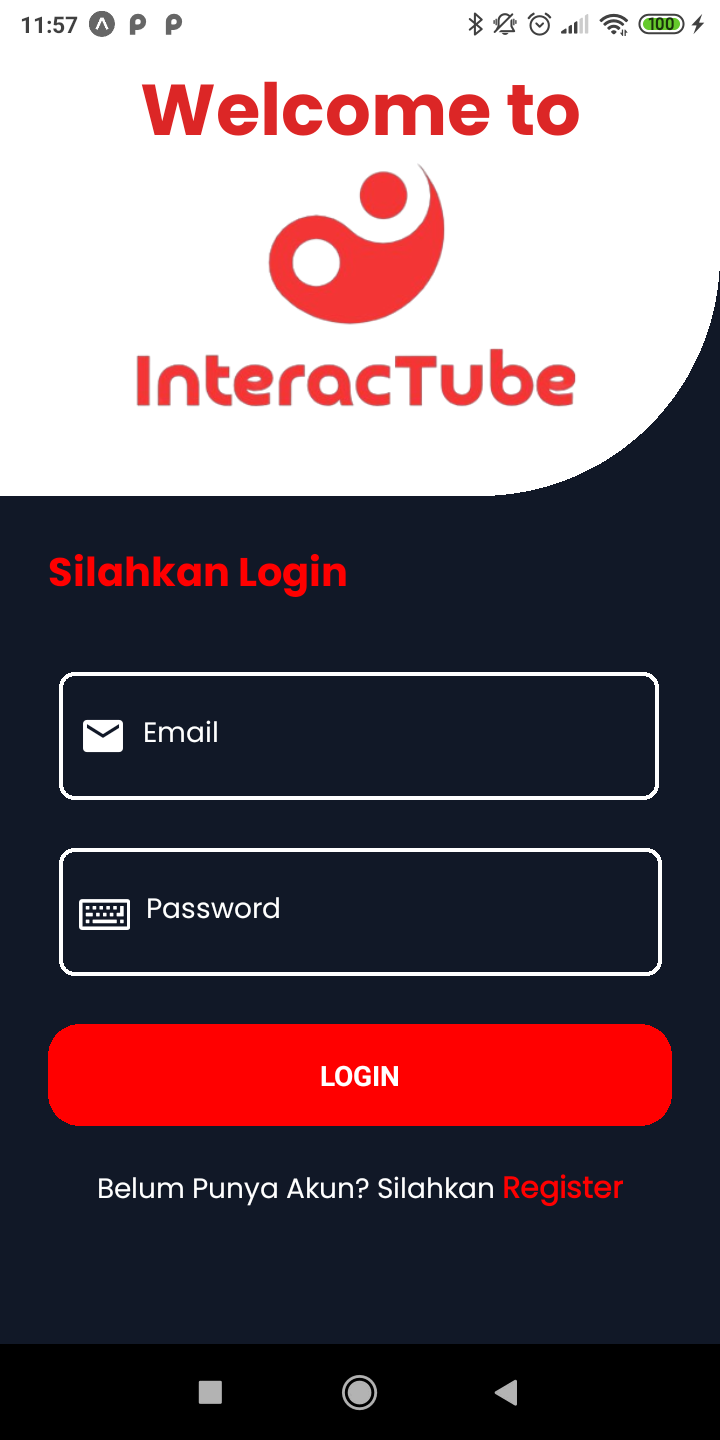 11:57
100
Welcome to
InteracTube
Silahkan Login
Email
Password
LOGIN
Belum Punya Akun? Silahkan Register